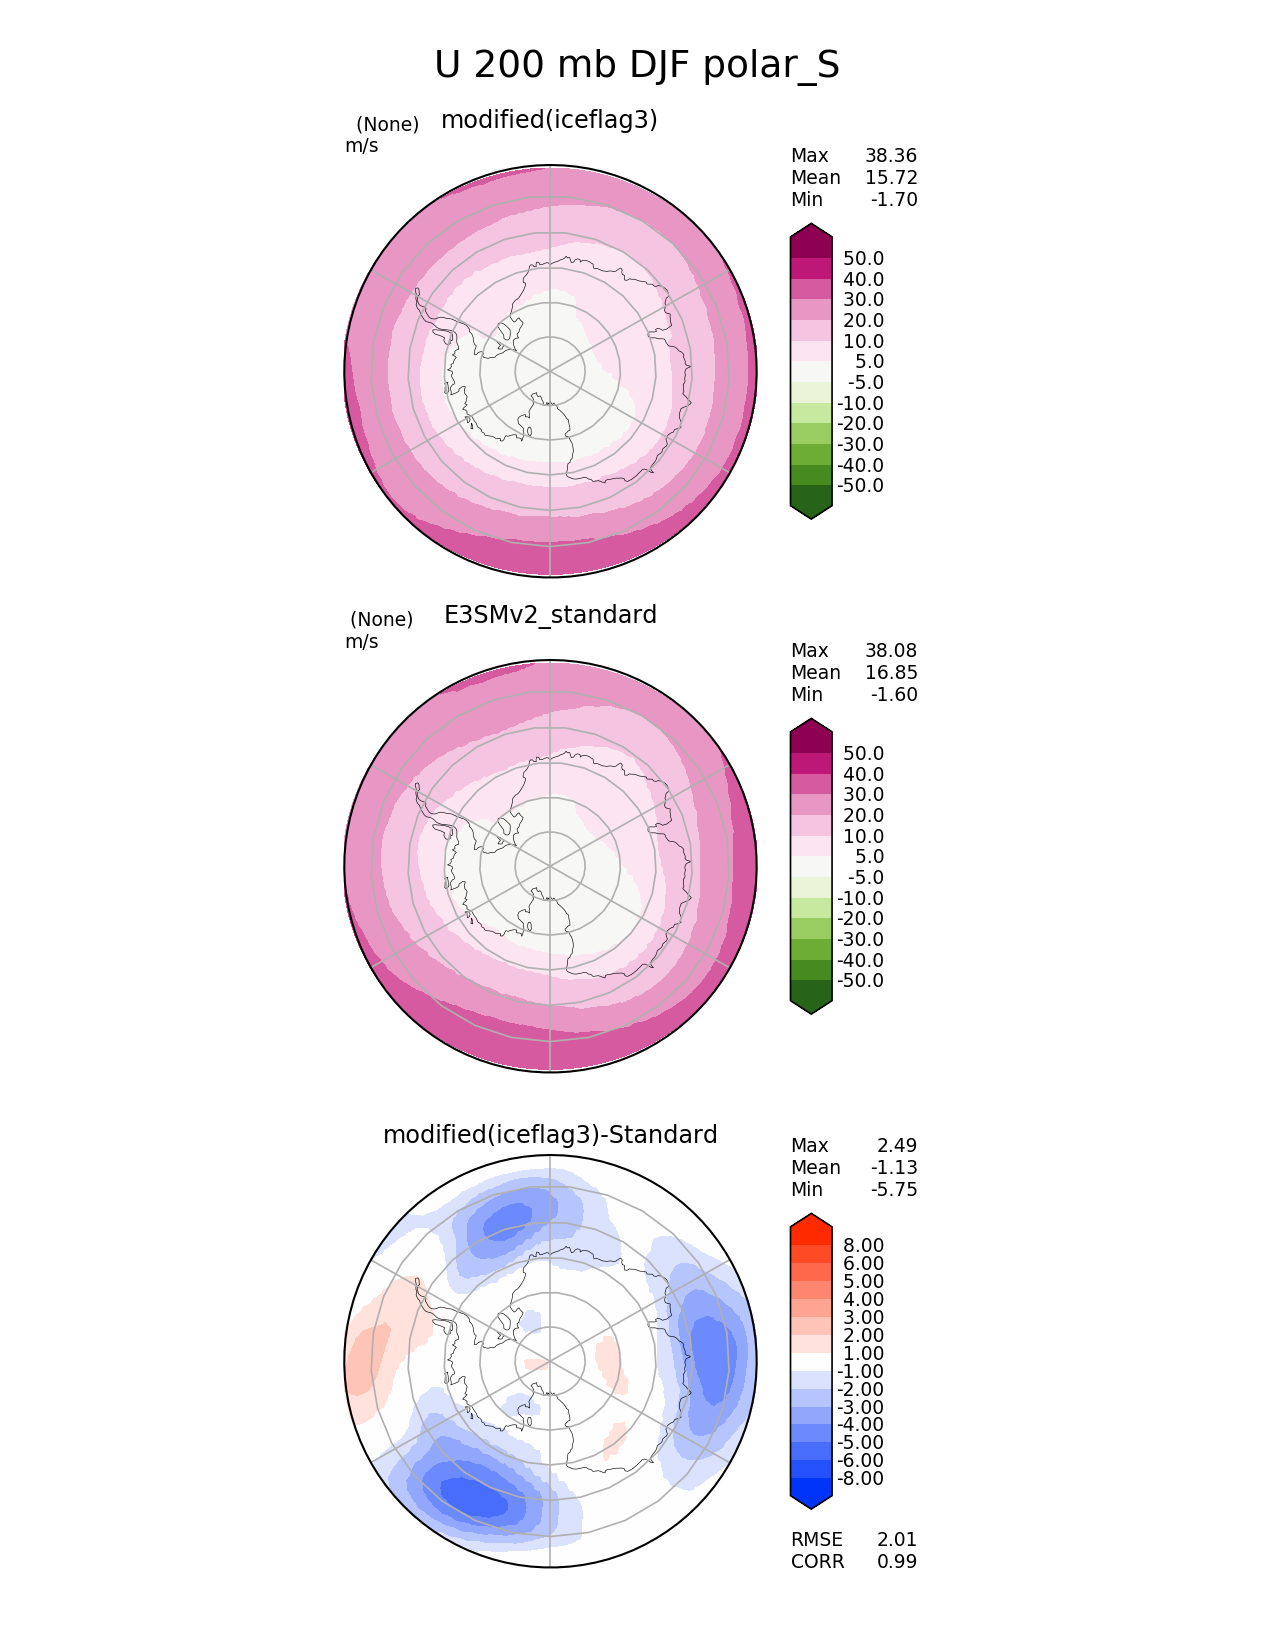 U 200 mb DJF polar_S
(None) modified(iceflag3)
m/s
Max 38.36
Mean 15.72
Min -1.70
50.0
40.0
30.0
20.0
10.0
5.0
-5.0
-10.0
-20.0
-30.0
-40.0
-50.0
(None) E3SMv2_standard
m/s
Max 38.08
Mean 16.85
Min -1.60
50.0
40.0
30.0
20.0
10.0
5.0
-5.0
-10.0
-20.0
-30.0
-40.0
-50.0
modified(iceflag3)-Standard
Max 2.49
Mean -1.13
Min -5.75
8.00
6.00
5.00
4.00
3.00
2.00
1.00
-1.00
-2.00
-3.00
-4.00
-5.00
-6.00
-8.00
RMSE 2.01
CORR 0.99